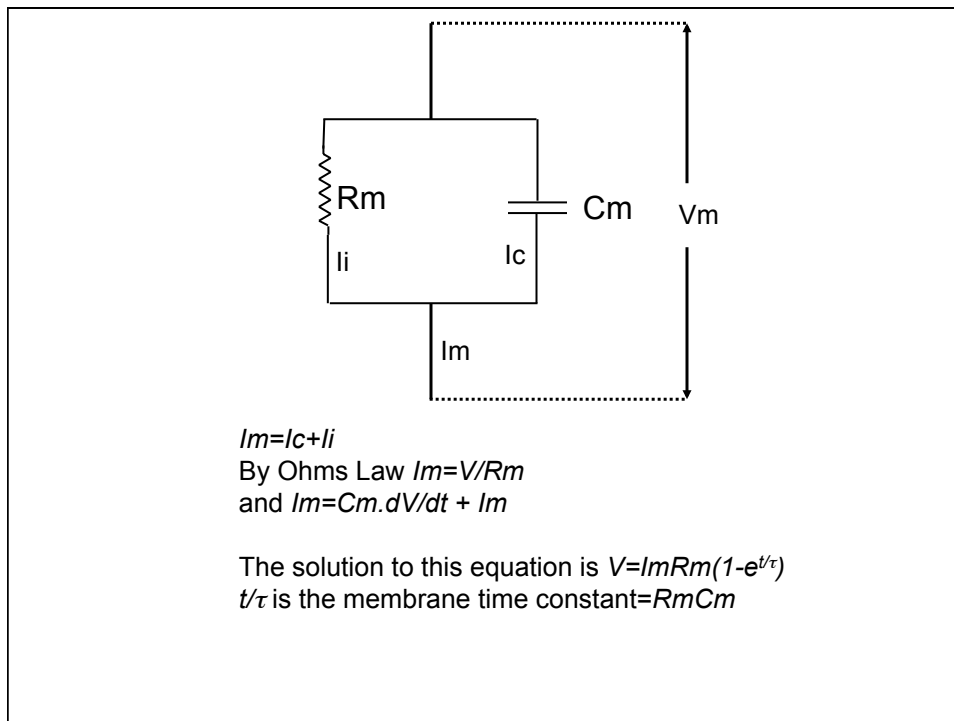 Rm
Cm
Vm
Ii
Ic
Im
Im=Ic+Ii
By Ohms Law Im=V/Rm
and Im=Cm.dV/dt + Im
The solution to this equation is V=ImRm(1-e^t/τ)
t/τ is the membrane time constant=RmCm